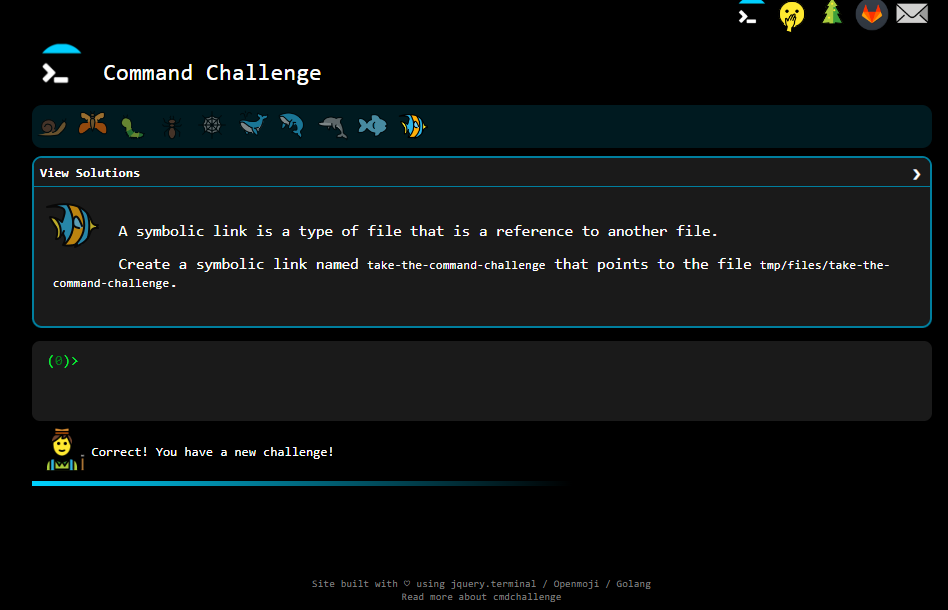 Command Challenge
View Solutions
A symbolic link is a type of file that is a reference to another file.
Create a symbolic link named take-the-command-challenge that points to the file tmp/files/take-the-
command-challenge.
(0)>
Correct! You have a new challenge!
Site built with ♡ using jquery.terminal / Openmoji / Golang
Read more about cmdchallenge